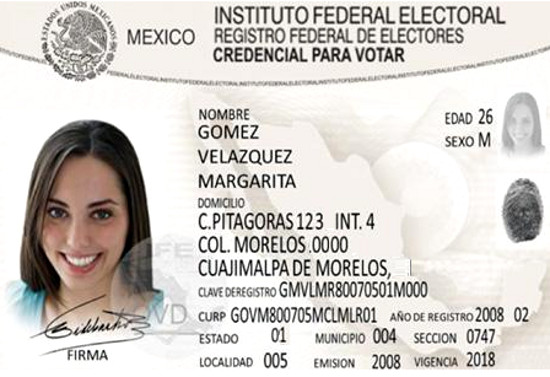 INSTITUTO FEDERAL ELECTORAL
REGISTRO FEDERAL DE ELECTORES
MEXICO CREDENCIAL PARA VOTAR
ESTADOS UNIDOS MEXICANOS
NOMBRE EDAD 26
GOMEZ SEXO M
VELAZQUEZ
MARGARITA
DOMICILIO
C.PITAGORAS 123 INT. 4
COL. MORELOS .0000
CUAJIMALPA DE MORELOS,
CLAVE DE REGISTRO GMVLMR80070501M000
CURP GOVM800705MCLMLR01 AÑO DE REGISTRO 2008 02
ESTADO 01 MUNICIPIO 004 SECCION 0747
LOCALIDAD 005 EMISION 2008 VIGENCIA 2018
FIRMA